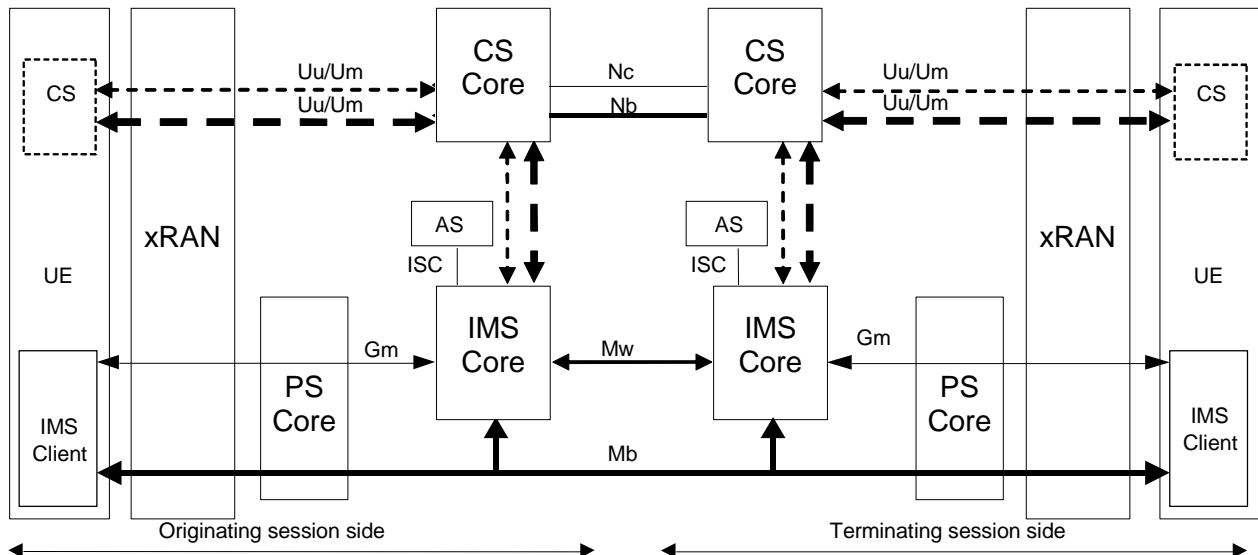 CS
Core
CS
Core
Uu/Um
Nc
Uu/Um
CS
CS
Uu/Um
Nb
Uu/Um
AS
AS
xRAN
xRAN
ISC
ISC
UE
UE
IMS
Core
IMS
Core
Gm
Mw
Gm
PS
Core
PS
Core
IMS
Client
IMS
Client
Mb
Originating session side
Terminating session side